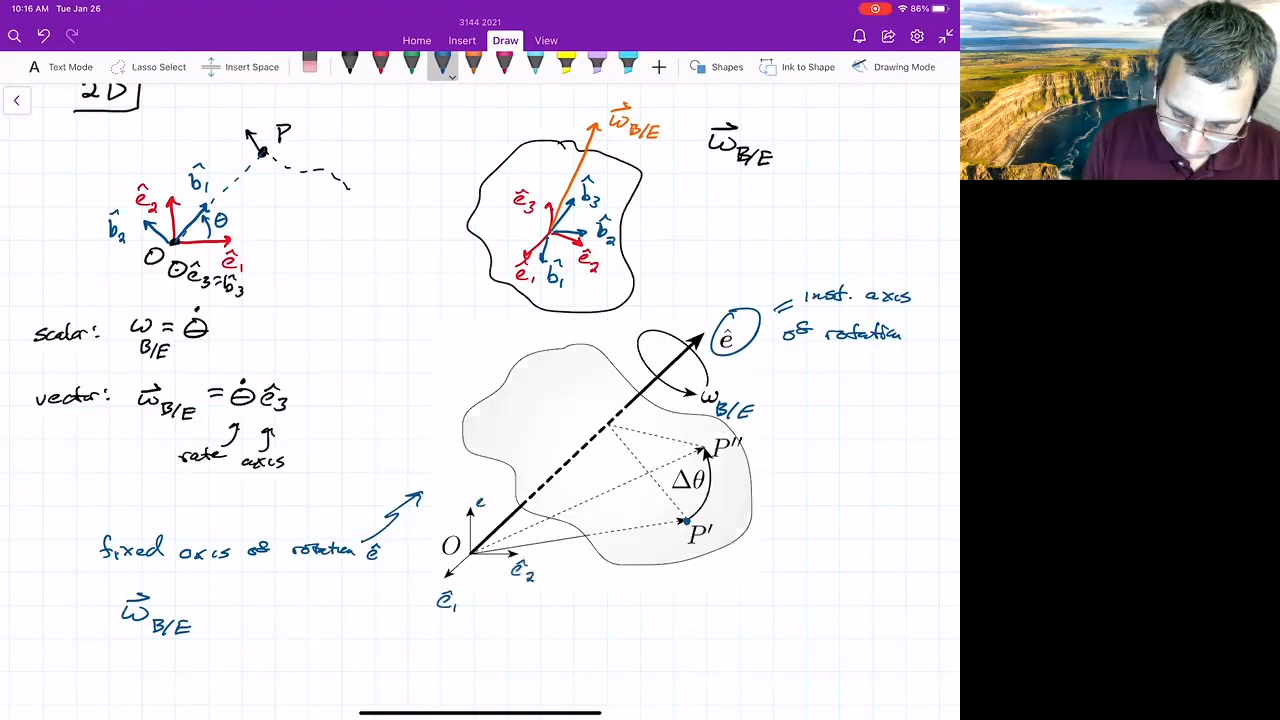 10:16 AM Tue Jan 26
86%
3144 2021
Home Insert Draw View
Text Mode Lasso Select Insert Space Shapes Ink to Shape Drawing Mode
2D
P
b̂₁
ê₂
θ
b̂₂
O
ê₁
ê₃=b̂₃
scalar: ω = θ̇
B/E
vector: ω⃗ B/E = θ̇ ê₃
rate axis
ω⃗ B/E
ω⃗ B/E
ê₃ b̂₃
b̂₂
ê₂
ê₁ b̂₁
ê = inst. axis
of rotation
ω B/E
P′′
Δθ
P′
e
O
ê₂
ê₁
fixed axis of rotation ê
ω⃗ B/E